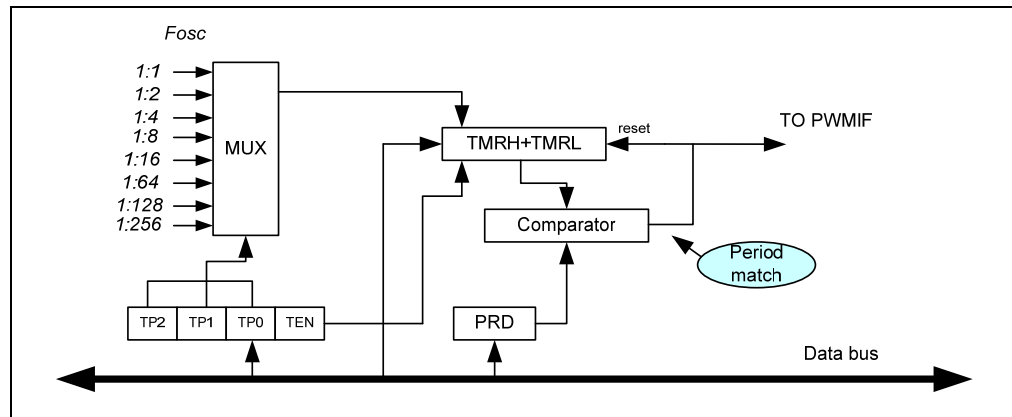 Fosc
1:1
1:2
1:4
1:8
1:16
1:64
1:128
1:256
MUX
TMRH+TMRL
reset
TO PWMIF
Comparator
Period
match
TP2 TP1 TP0 TEN
PRD
Data bus